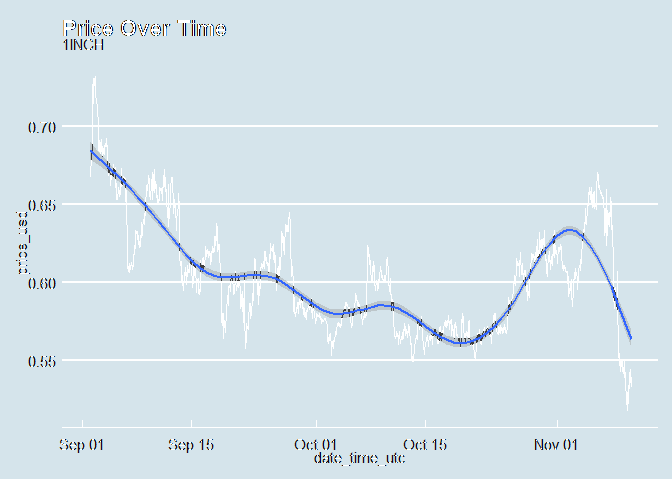 Price Over Time
1INCH
0.70
0.65
0.60
0.55
price_usd
Sep 01 Sep 15 Oct 01 Oct 15 Nov 01
date_time_utc